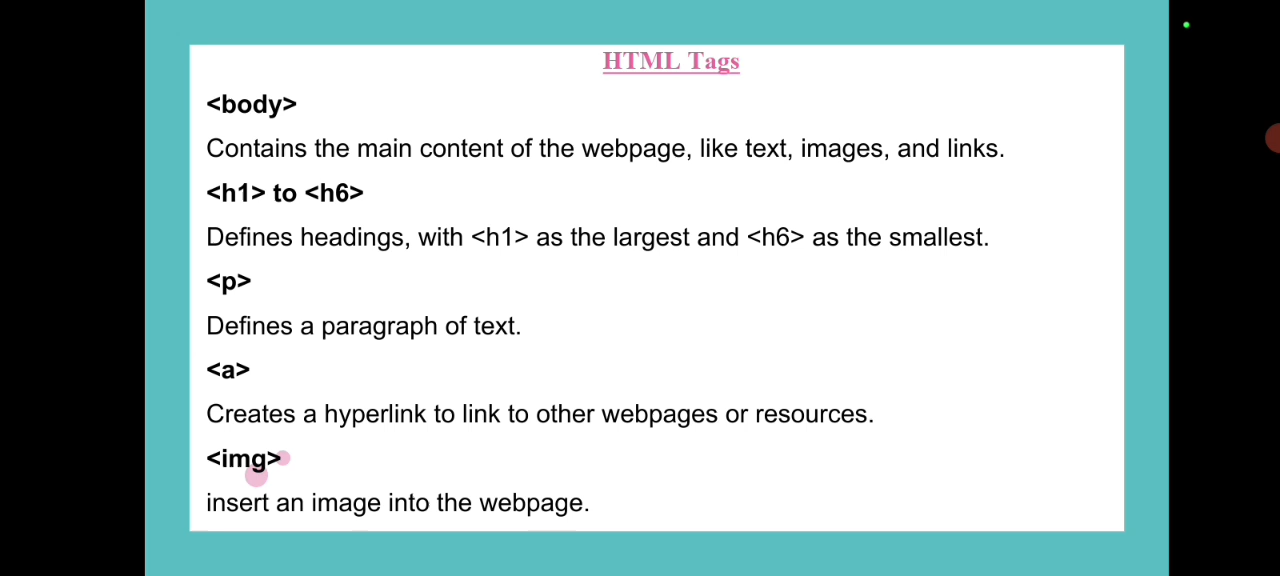 HTML Tags
<body>
Contains the main content of the webpage, like text, images, and links.
<h1> to <h6>
Defines headings, with <h1> as the largest and <h6> as the smallest.
<p>
Defines a paragraph of text.
<a>
Creates a hyperlink to link to other webpages or resources.
<img>
insert an image into the webpage.